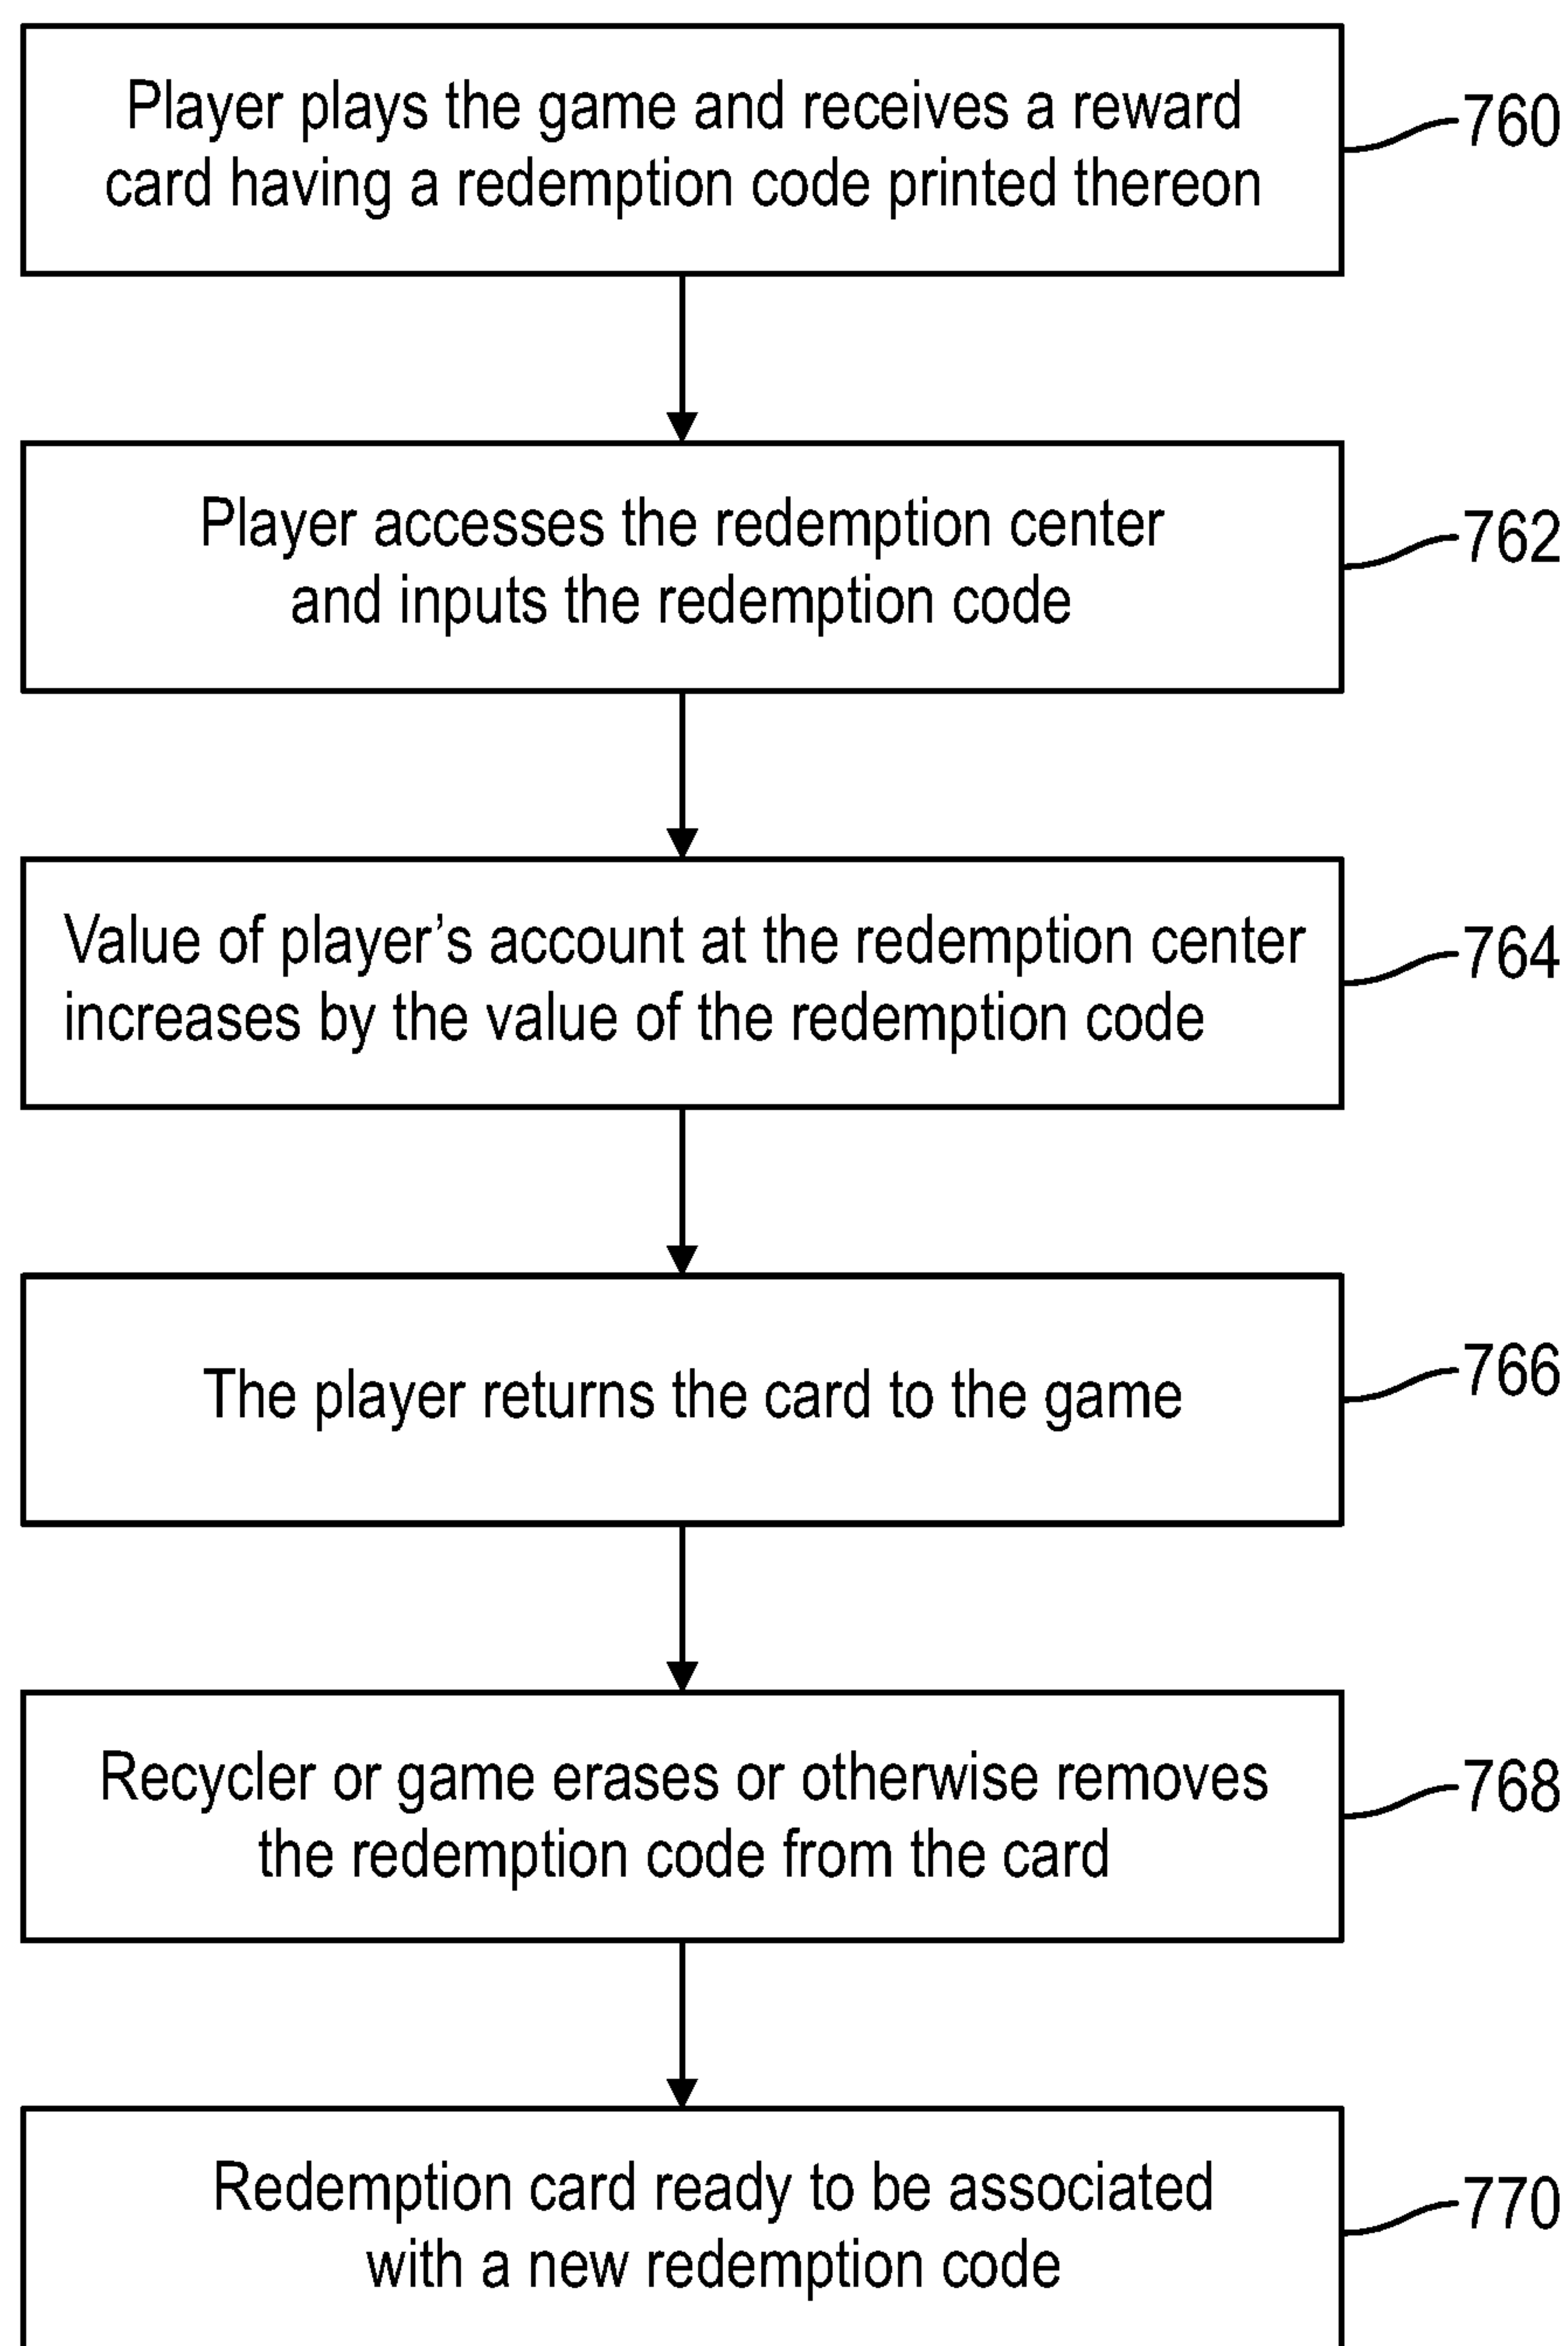 Player plays the game and receives a reward
card having a redemption code printed thereon
760
Player accesses the redemption center
and inputs the redemption code
762
Value of player’s account at the redemption center
increases by the value of the redemption code
764
The player returns the card to the game
766
Recycler or game erases or otherwise removes
the redemption code from the card
768
Redemption card ready to be associated
with a new redemption code
770